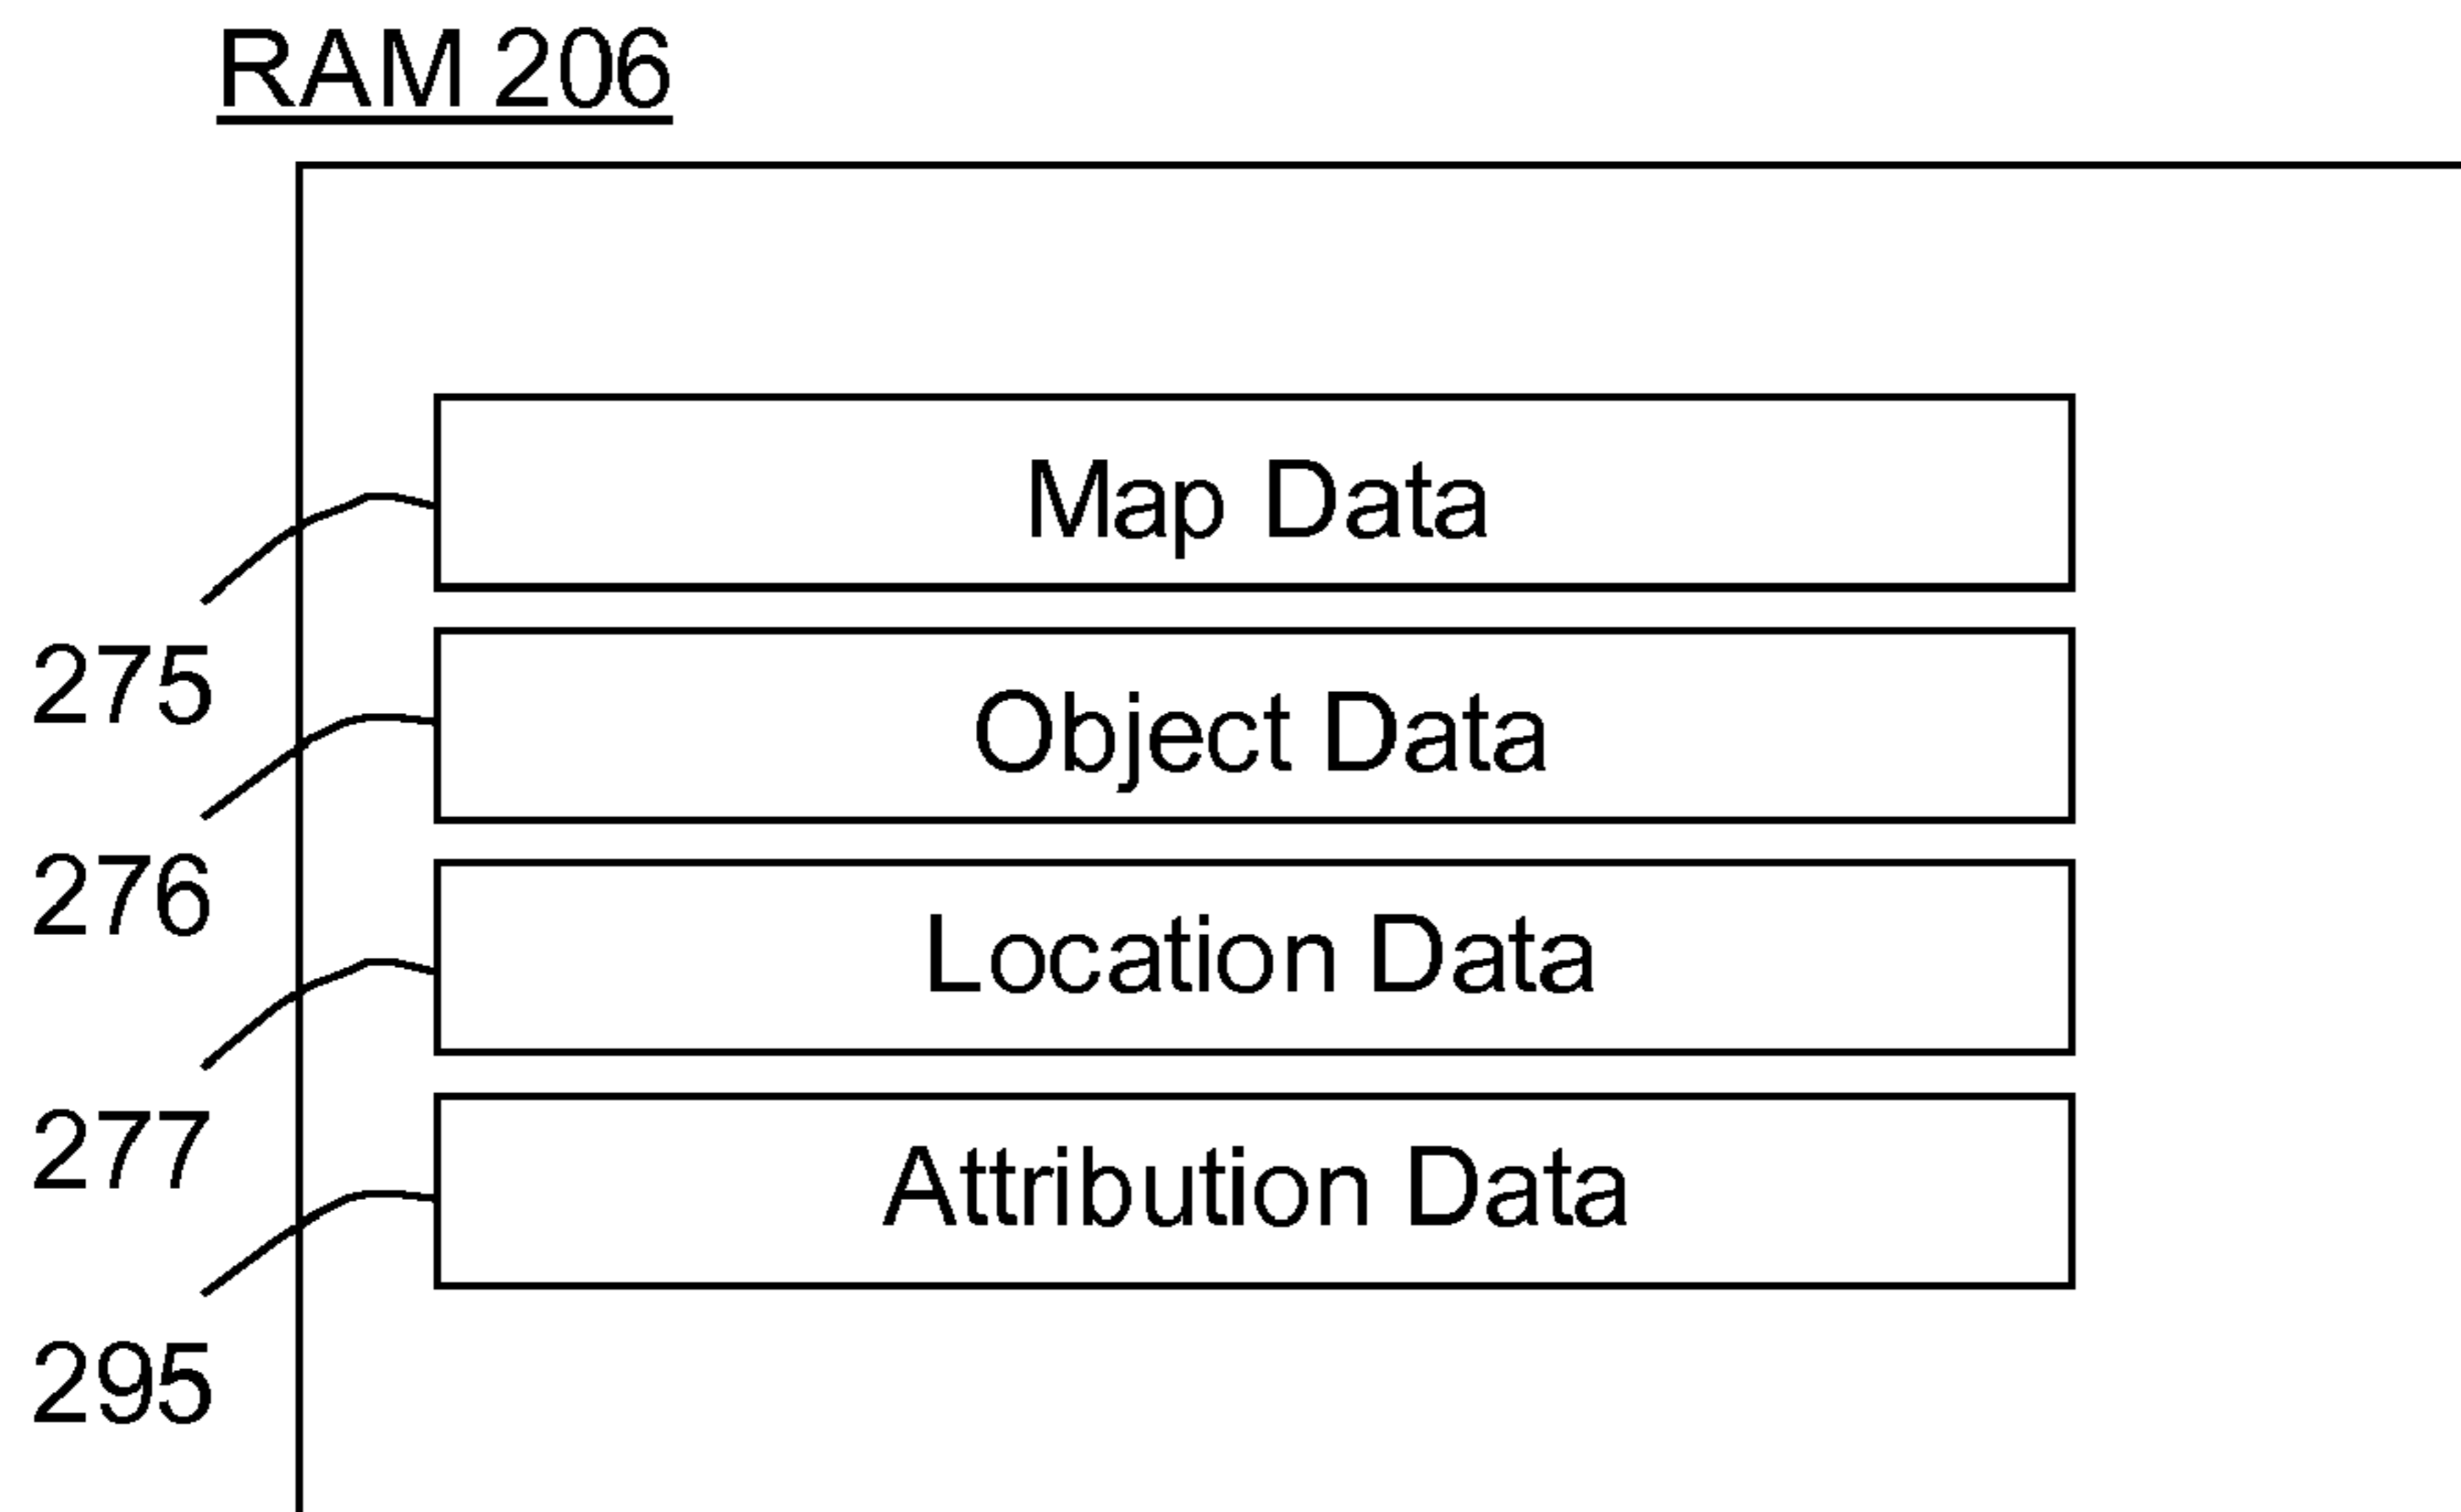 RAM 206
Map Data
275
Object Data
276
Location Data
277
Attribution Data
295